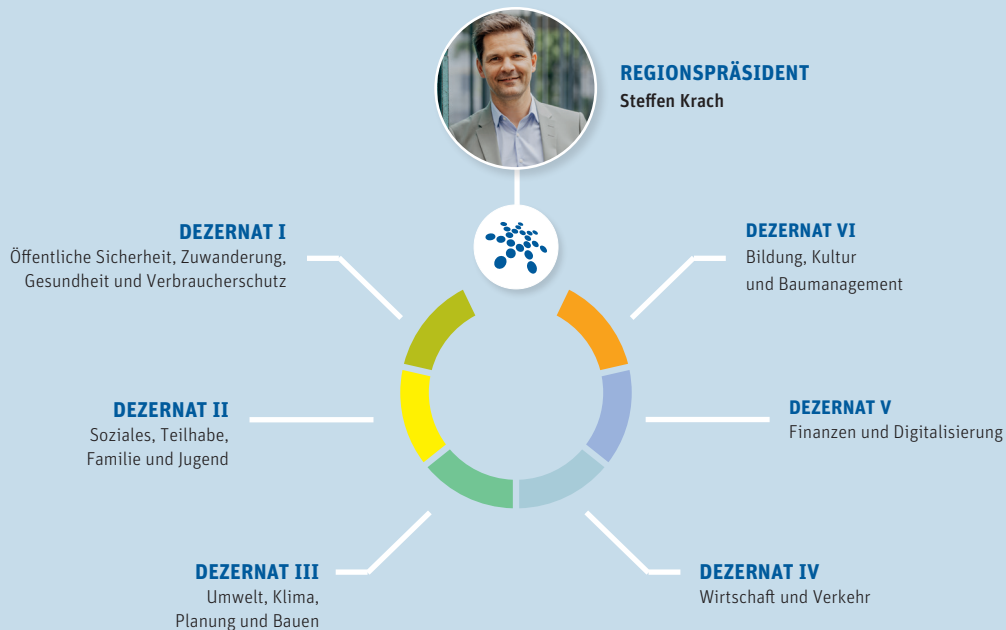 REGIONSPRÄSIDENT
Steffen Krach
DEZERNAT I
Öffentliche Sicherheit, Zuwanderung,
Gesundheit und Verbraucherschutz
DEZERNAT VI
Bildung, Kultur
und Baumanagement
DEZERNAT II
Soziales, Teilhabe,
Familie und Jugend
DEZERNAT V
Finanzen und Digitalisierung
DEZERNAT III
Umwelt, Klima,
Planung und Bauen
DEZERNAT IV
Wirtschaft und Verkehr